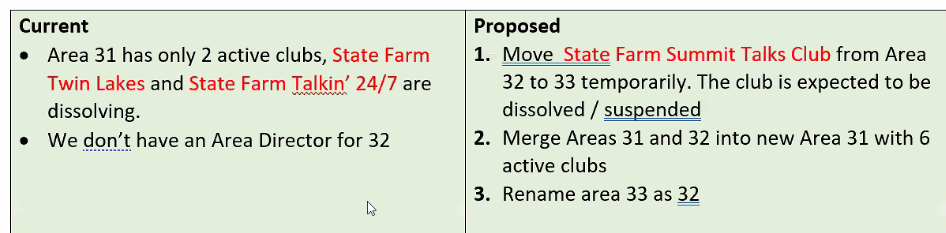 Current
• Area 31 has only 2 active clubs, State Farm
Twin Lakes and State Farm Talkin’ 24/7 are
dissolving.
• We don’t have an Area Director for 32
Proposed
1. Move  State Farm Summit Talks Club from Area
32 to 33 temporarily. The club is expected to be
dissolved / suspended
2. Merge Areas 31 and 32 into new Area 31 with 6
active clubs
3. Rename area 33 as 32